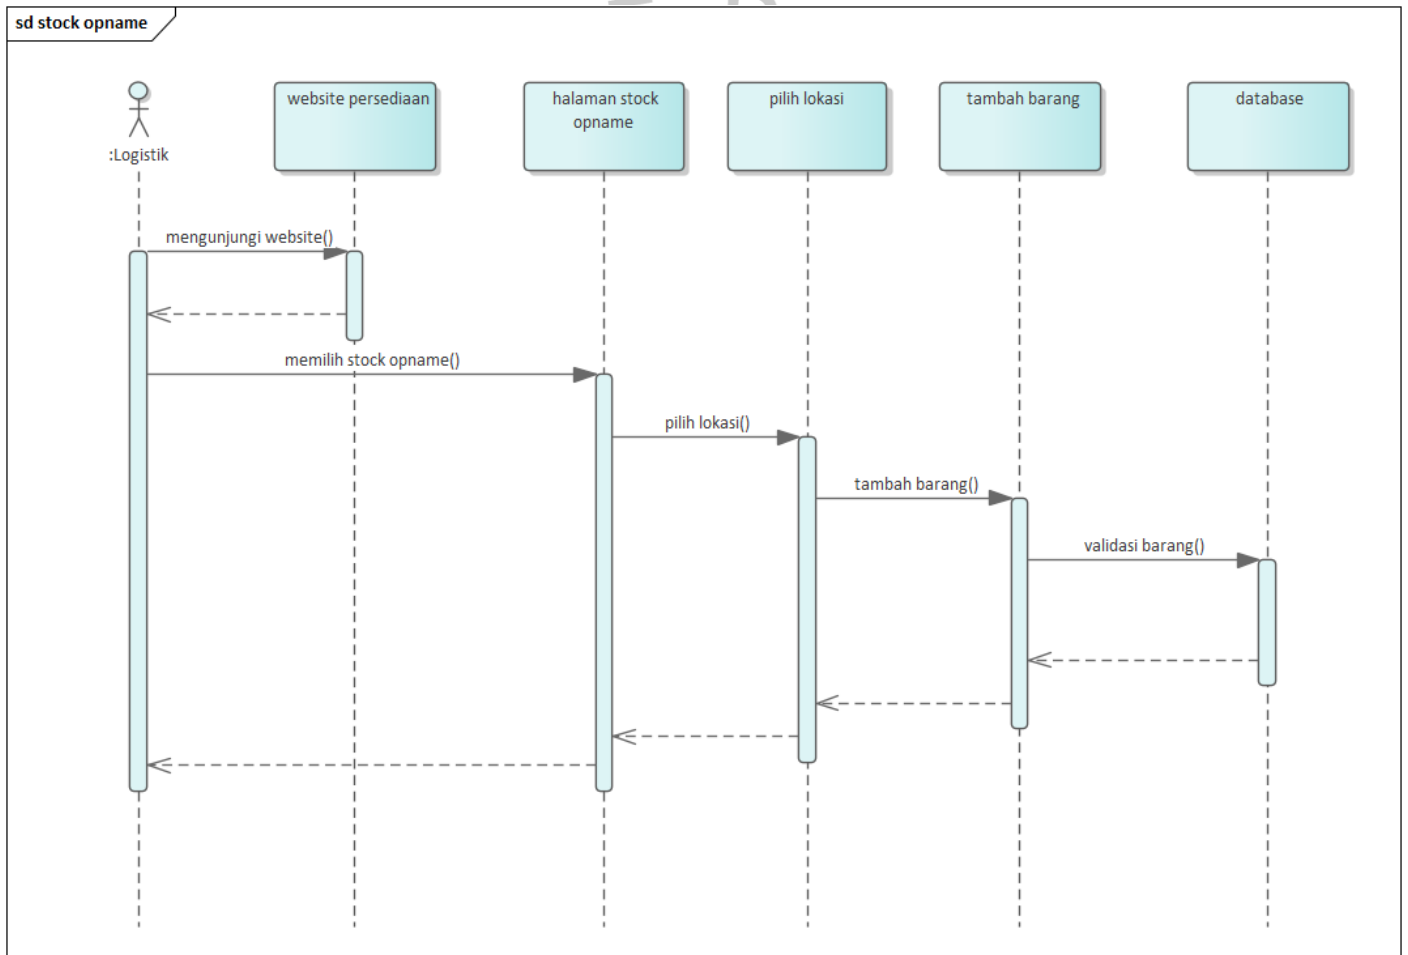 sd stock opname
:Logistik
website persediaan
halaman stock
opname
pilih lokasi
tambah barang
database
mengunjungi website()
memilih stock opname()
pilih lokasi()
tambah barang()
validasi barang()